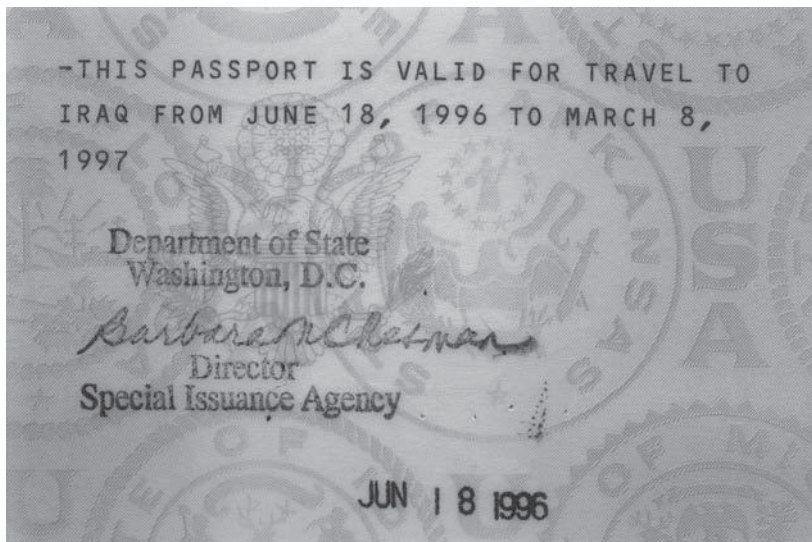 -THIS PASSPORT IS VALID FOR TRAVEL TO
IRAQ FROM JUNE 18, 1996 TO MARCH 8,
1997
Department of State
Washington, D.C.
Director
Special Issuance Agency
JUN 18 1996
ARKANSAS
USA